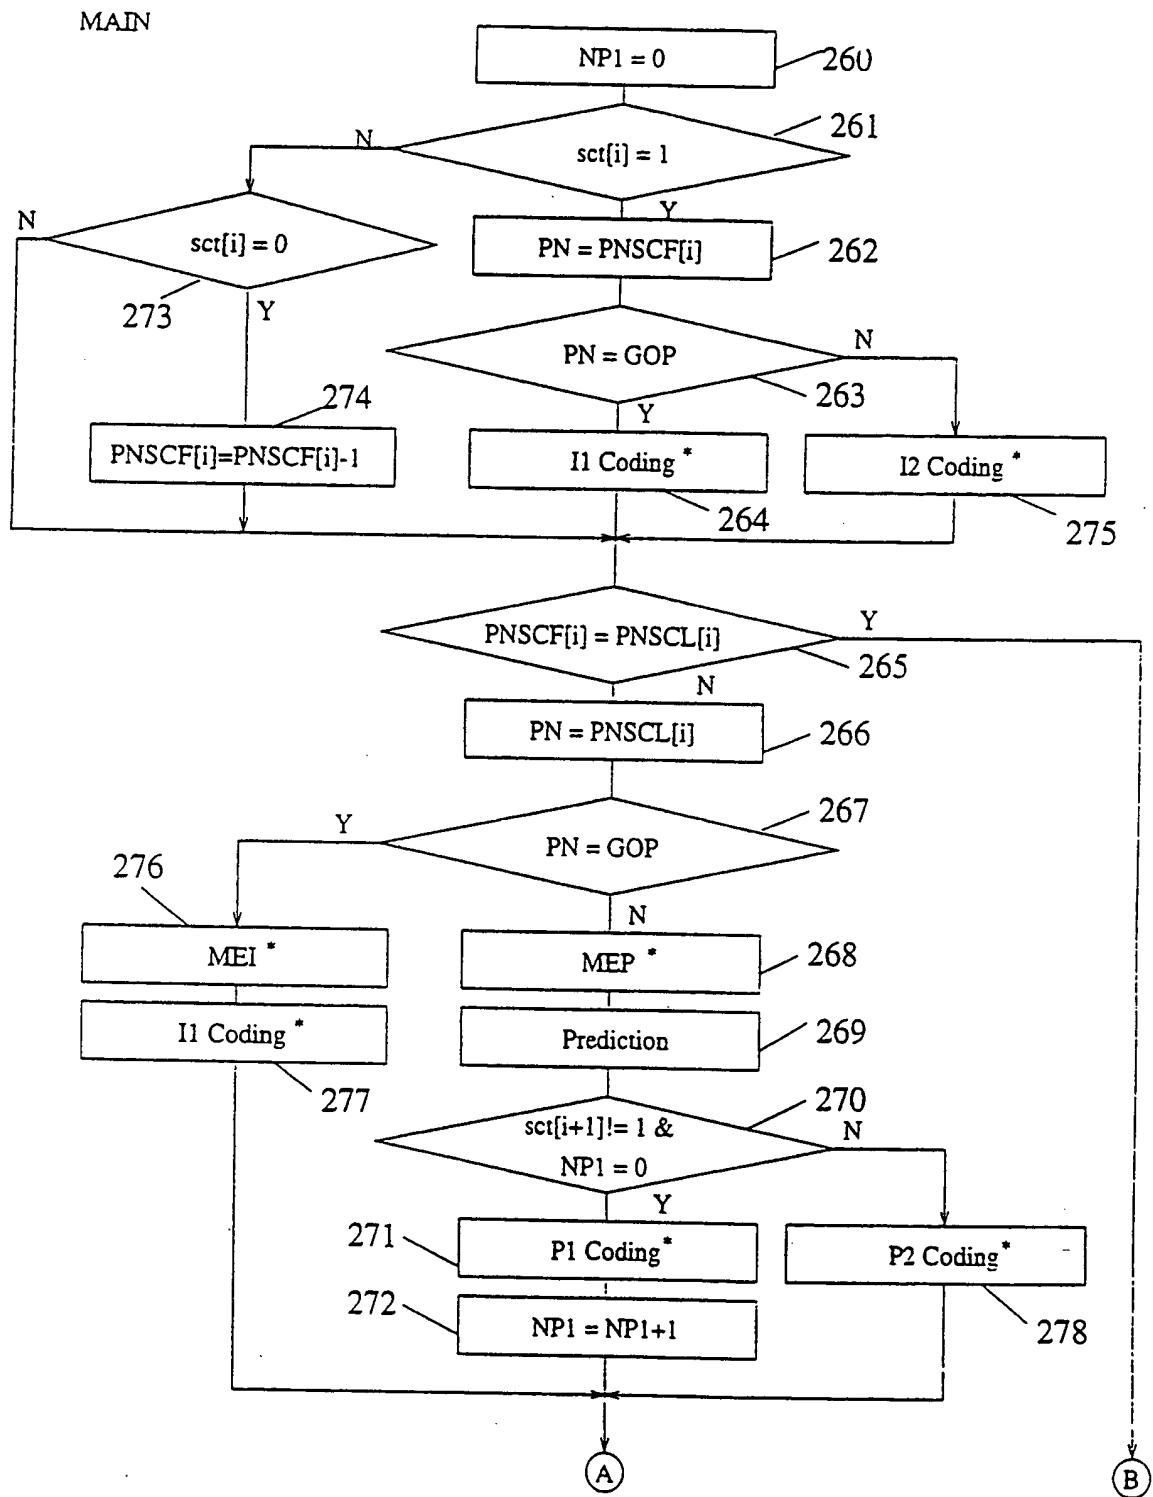 MAIN
NP1 = 0
260
sct[i] = 1
261
N
Y
sct[i] = 0
273
N
Y
PN = PNSCF[i]
262
PN = GOP
263
N
Y
274
PNSCF[i]=PNSCF[i]-1
I1 Coding *
264
I2 Coding *
275
PNSCF[i] = PNSCL[i]
265
Y
N
PN = PNSCL[i]
266
PN = GOP
267
Y
N
276
MEI *
MEP *
268
I1 Coding *
277
Prediction
269
sct[i+1]!= 1 &
NP1 = 0
270
N
Y
271
P1 Coding*
P2 Coding*
278
272
NP1 = NP1+1
A
B